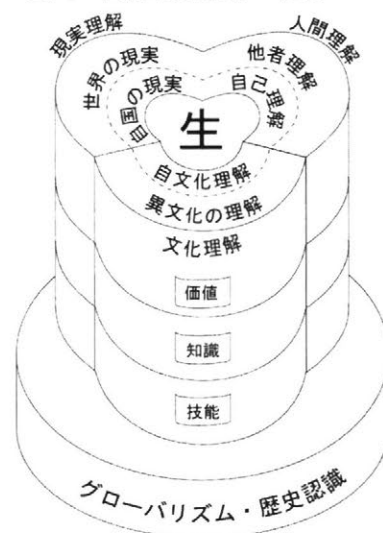 現実理解
人間理解
世界の現実
他者理解
自国の現実
自己理解
生
自文化理解
異文化の理解
文化理解
価値
知識
技能
グローバリズム・歴史認識